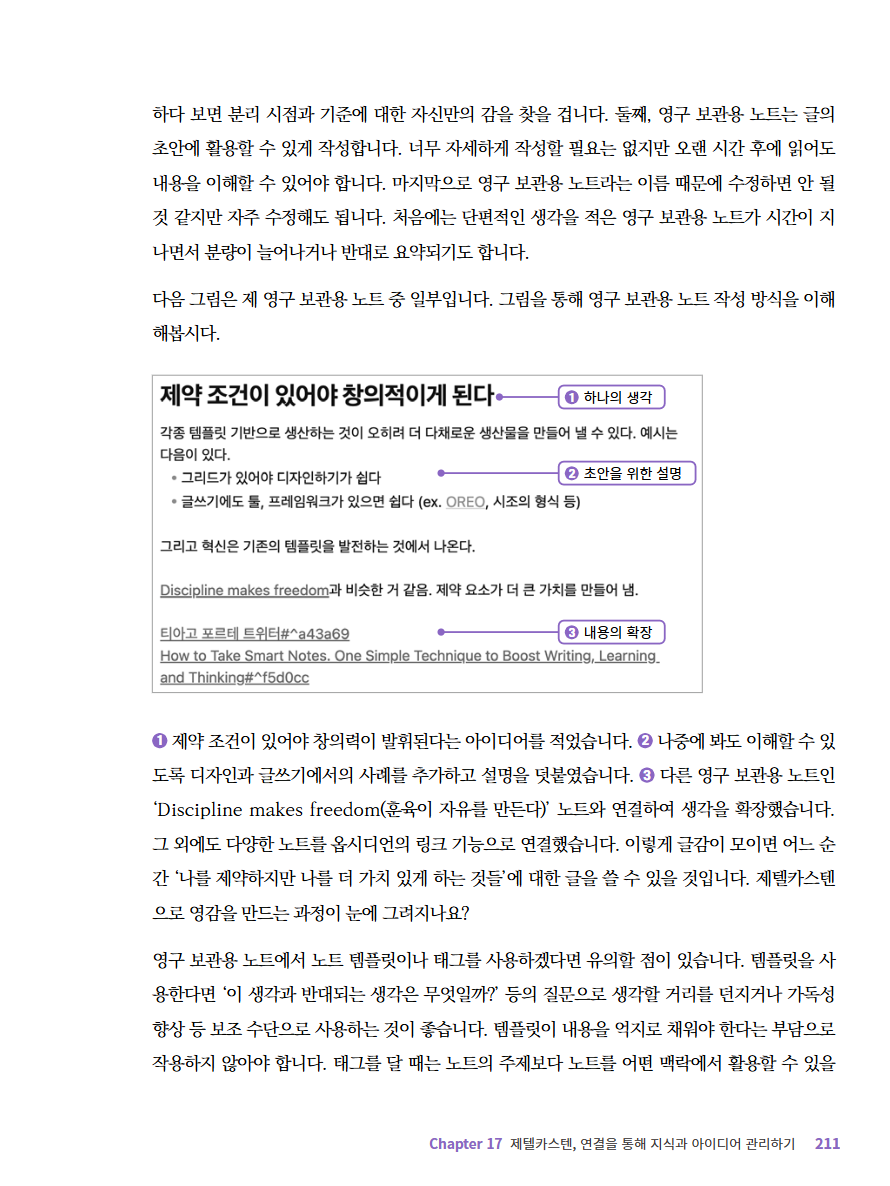 하다 보면 분리 시점과 기준에 대한 자신만의 감을 찾을 겁니다. 둘째, 영구 보관용 노트는 글의
초안에 활용할 수 있게 작성합니다. 너무 자세하게 작성할 필요는 없지만 오랜 시간 후에 읽어도
내용을 이해할 수 있어야 합니다. 마지막으로 영구 보관용 노트라는 이름 때문에 수정하면 안 될
것 같지만 자주 수정해도 됩니다. 처음에는 단편적인 생각을 적은 영구 보관용 노트가 시간이 지
나면서 분량이 늘어나거나 반대로 요약되기도 합니다.
다음 그림은 제 영구 보관용 노트 중 일부입니다. 그림을 통해 영구 보관용 노트 작성 방식을 이해
해봅시다.
제약 조건이 있어야 창의적이게 된다
❶ 하나의 생각
각종 템플릿 기반으로 생산하는 것이 오히려 더 다채로운 생산물을 만들어 낼 수 있다. 예시는
다음이 있다.
• 그리드가 있어야 디자인하기가 쉽다
❷ 초안을 위한 설명
• 글쓰기에도 툴, 프레임워크가 있으면 쉽다 (ex. OREO, 시조의 형식 등)
그리고 혁신은 기존의 템플릿을 발전하는 것에서 나온다.
Discipline makes freedom과 비슷한 거 같음. 제약 요소가 더 큰 가치를 만들어 냄.
티아고 포르테 트위터#^a43a69
❸ 내용의 확장
How to Take Smart Notes. One Simple Technique to Boost Writing, Learning
and Thinking#^f5d0cc
❶ 제약 조건이 있어야 창의력이 발휘된다는 아이디어를 적었습니다. ❷ 나중에 봐도 이해할 수 있
도록 디자인과 글쓰기에서의 사례를 추가하고 설명을 덧붙였습니다. ❸ 다른 영구 보관용 노트인
‘Discipline makes freedom(훈육이 자유를 만든다)’ 노트와 연결하여 생각을 확장했습니다.
그 외에도 다양한 노트를 옵시디언의 링크 기능으로 연결했습니다. 이렇게 글감이 모이면 어느 순
간 ‘나를 제약하지만 나를 더 가치 있게 하는 것들’에 대한 글을 쓸 수 있을 것입니다. 제텔카스텐
으로 영감을 만드는 과정이 눈에 그려지나요?
영구 보관용 노트에서 노트 템플릿이나 태그를 사용하겠다면 유의할 점이 있습니다. 템플릿을 사
용한다면 ‘이 생각과 반대되는 생각은 무엇일까?’ 등의 질문으로 생각할 거리를 던지거나 가독성
향상 등 보조 수단으로 사용하는 것이 좋습니다. 템플릿이 내용을 억지로 채워야 한다는 부담으로
작용하지 않아야 합니다. 태그를 달 때는 노트의 주제보다 노트를 어떤 맥락에서 활용할 수 있을
Chapter 17 제텔카스텐, 연결을 통해 지식과 아이디어 관리하기 211